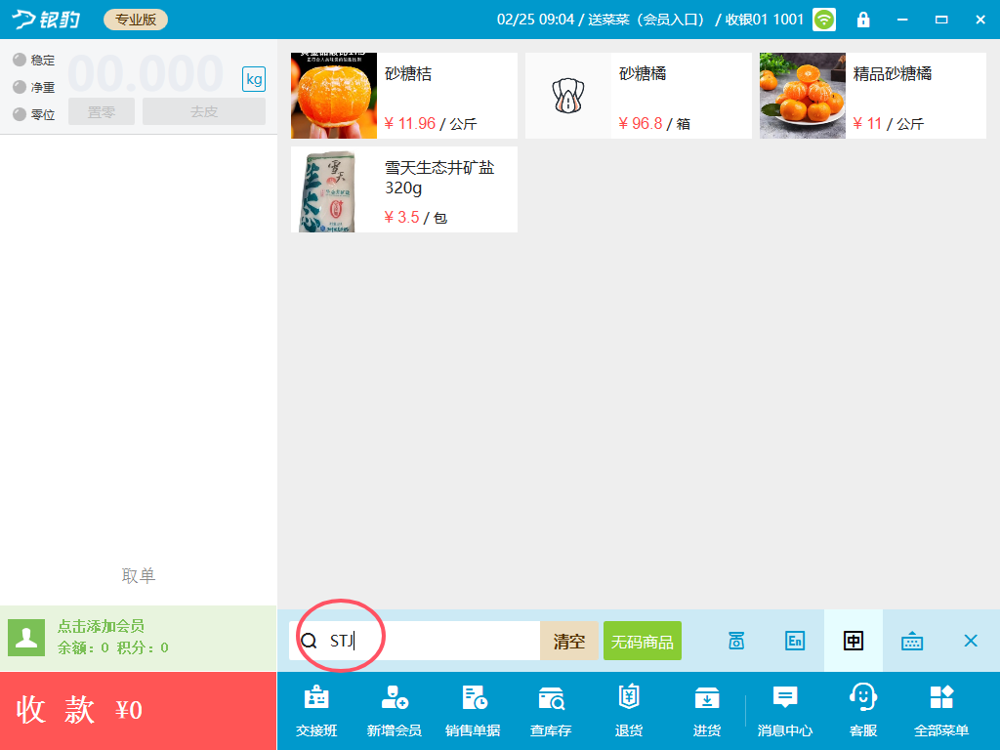 银豹 专业版 02/25 09:04 / 送菜菜（会员入口） / 收银01 1001
稳定
净重
零位
00.000 kg
置零 去皮
砂糖桔
¥ 11.96 / 公斤
砂糖橘
¥ 96.8 / 箱
精品砂糖橘
¥ 11 / 公斤
雪天
雪天生态井矿盐
320g
¥ 3.5 / 包
取单
点击添加会员
余额：0 积分：0
STJ 清空 无码商品 En 中
收 款 ¥0
交接班 新增会员 销售单据 查库存 退货 进货 消息中心 客服 全部菜单